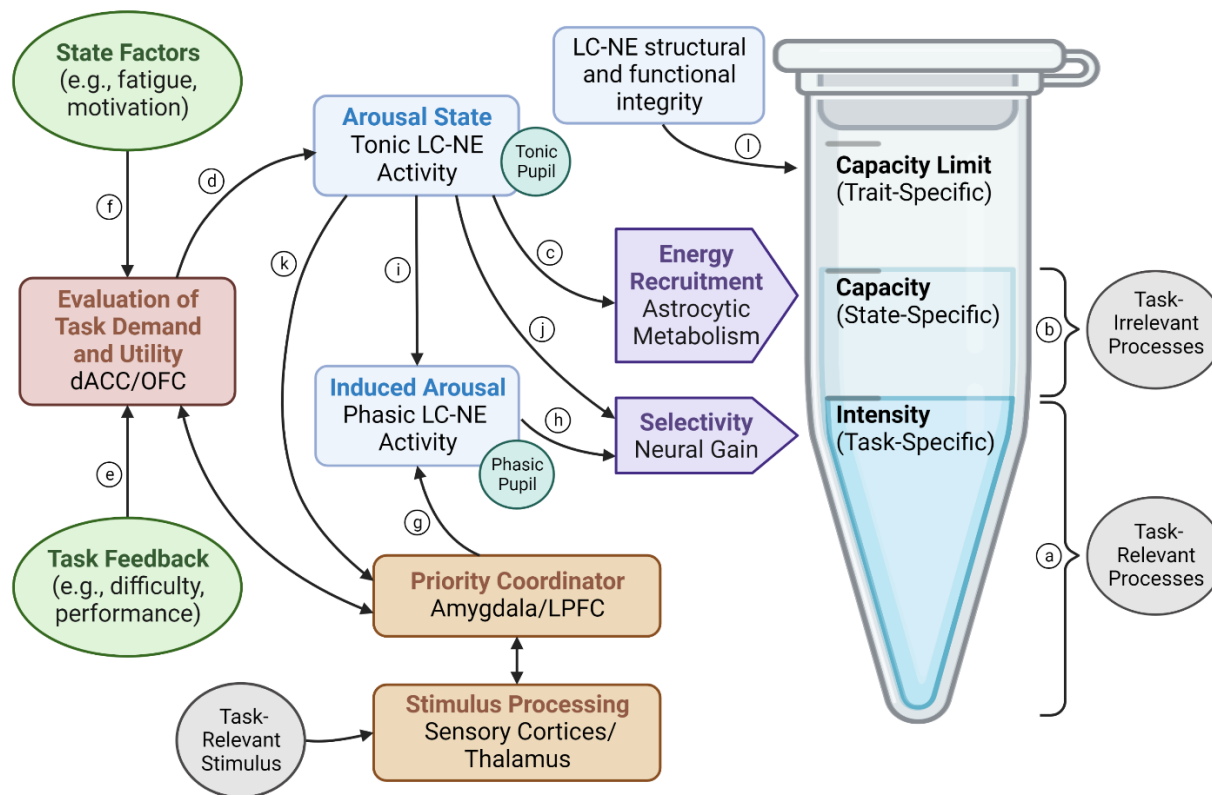 State Factors
(e.g., fatigue,
motivation)
f
d
Evaluation of
Task Demand
and Utility
dACC/OFC
e
Task Feedback
(e.g., difficulty,
performance)
Arousal State
Tonic LC-NE
Activity
Tonic
Pupil
k
i
c
j
Induced Arousal
Phasic LC-NE
Activity
Phasic
Pupil
h
g
Priority Coordinator
Amygdala/LPFC
Stimulus Processing
Sensory Cortices/
Thalamus
Task-
Relevant
Stimulus
LC-NE structural
and functional
integrity
l
Energy
Recruitment
Astrocytic
Metabolism
Selectivity
Neural Gain
Capacity Limit
(Trait-Specific)
Capacity
(State-Specific)
Intensity
(Task-Specific)
b
Task-
Irrelevant
Processes
a
Task-
Relevant
Processes